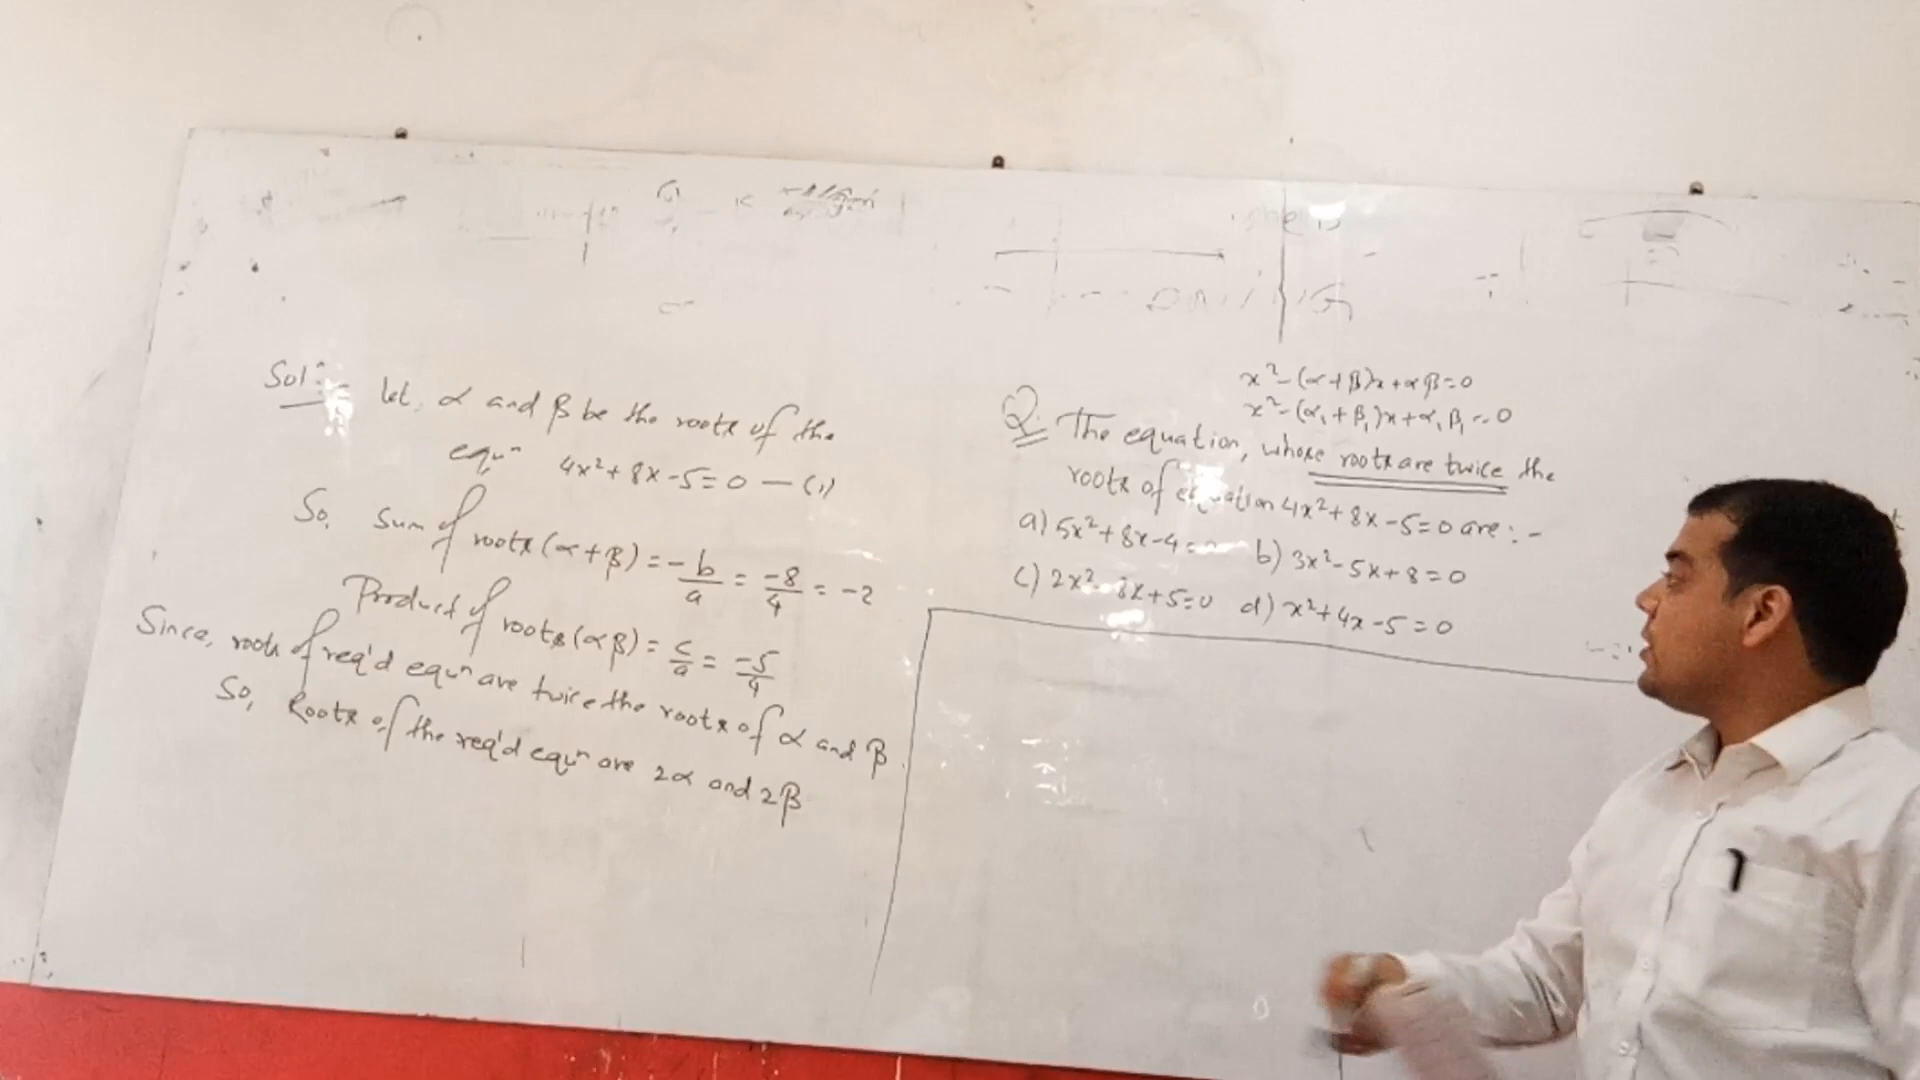 Sol:- let, α and β be the roots of the
equⁿ 4x²+8x-5=0 — (1)
So, Sum of roots (α+β) = -b/a = -8/4 = -2
Product of roots (αβ) = c/a = -5/4
Since, roots of req'd equⁿ are twice the roots of α and β
So, Roots of the req'd equⁿ are 2α and 2β
x²-(α+β)x+αβ=0
x²-(α₁+β₁)x+α₁β₁=0
Q: The equation, whose roots are twice the
roots of equation 4x²+8x-5=0 are:-
a) 5x²+8x-4= b) 3x²-5x+8=0
c) 2x² 3x+5=0 d) x²+4x-5=0